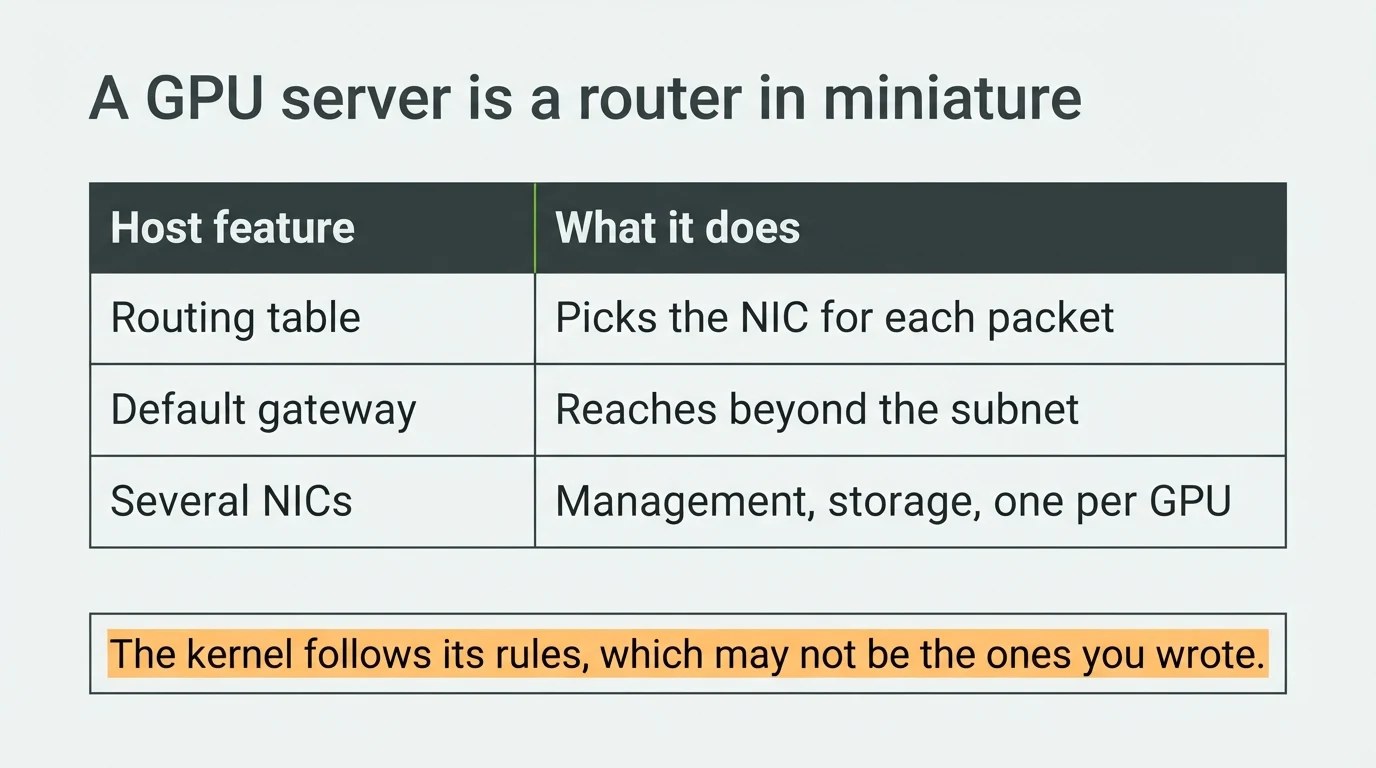 A GPU server is a router in miniature
Host feature
What it does
Routing table
Picks the NIC for each packet
Default gateway
Reaches beyond the subnet
Several NICs
Management, storage, one per GPU
The kernel follows its rules, which may not be the ones you wrote.